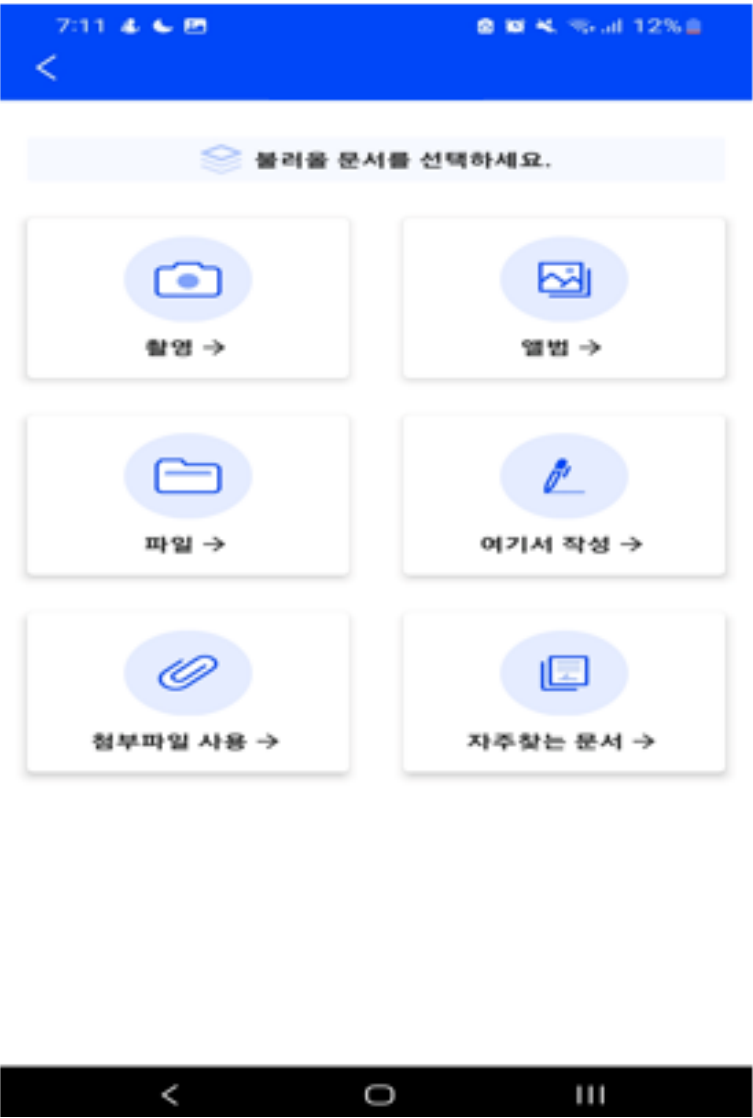 7:11 12%
불러올 문서를 선택하세요.
촬영 → 앨범 →
파일 → 여기서 작성 →
첨부파일 사용 → 자주찾는 문서 →